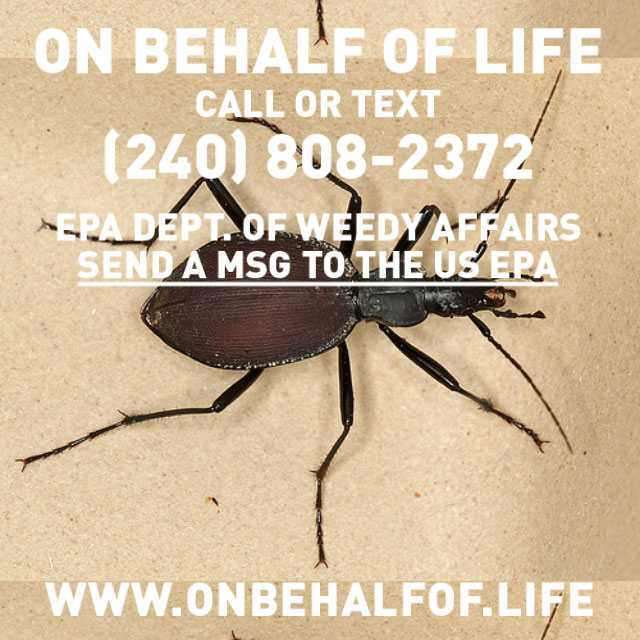 ON BEHALF OF LIFE
CALL OR TEXT
(240) 808-2372
EPA DEPT. OF WEEDY AFFAIRS
SEND A MSG TO THE US EPA
WWW.ONBEHALFOF.LIFE